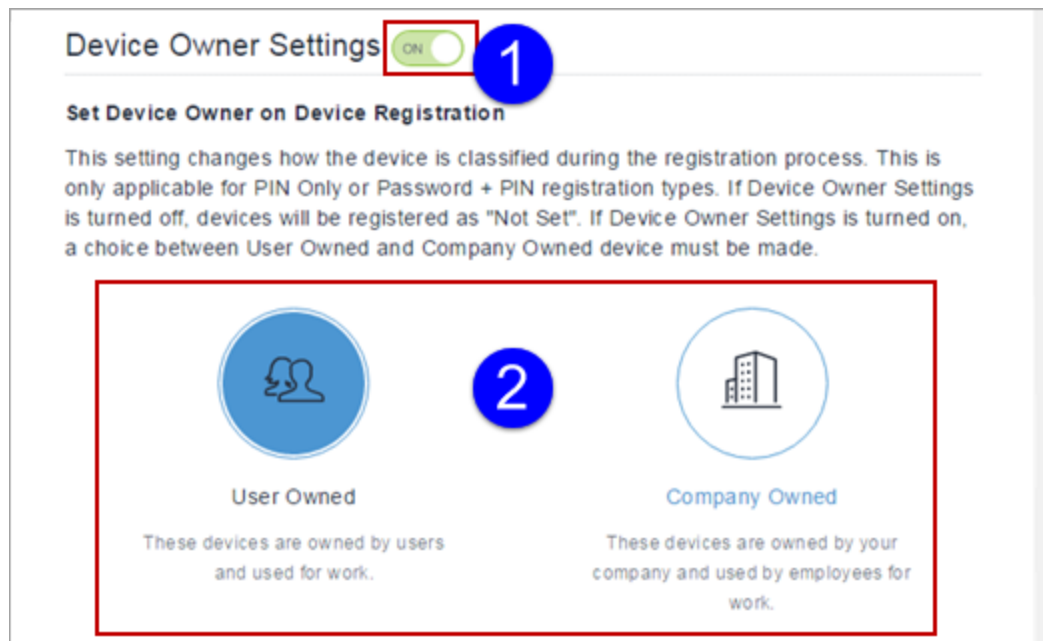 Device Owner Settings ON 1
Set Device Owner on Device Registration
This setting changes how the device is classified during the registration process. This is
only applicable for PIN Only or Password + PIN registration types. If Device Owner Settings
is turned off, devices will be registered as "Not Set". If Device Owner Settings is turned on,
a choice between User Owned and Company Owned device must be made.
2
User Owned
These devices are owned by users
and used for work.
Company Owned
These devices are owned by your
company and used by employees for
work.